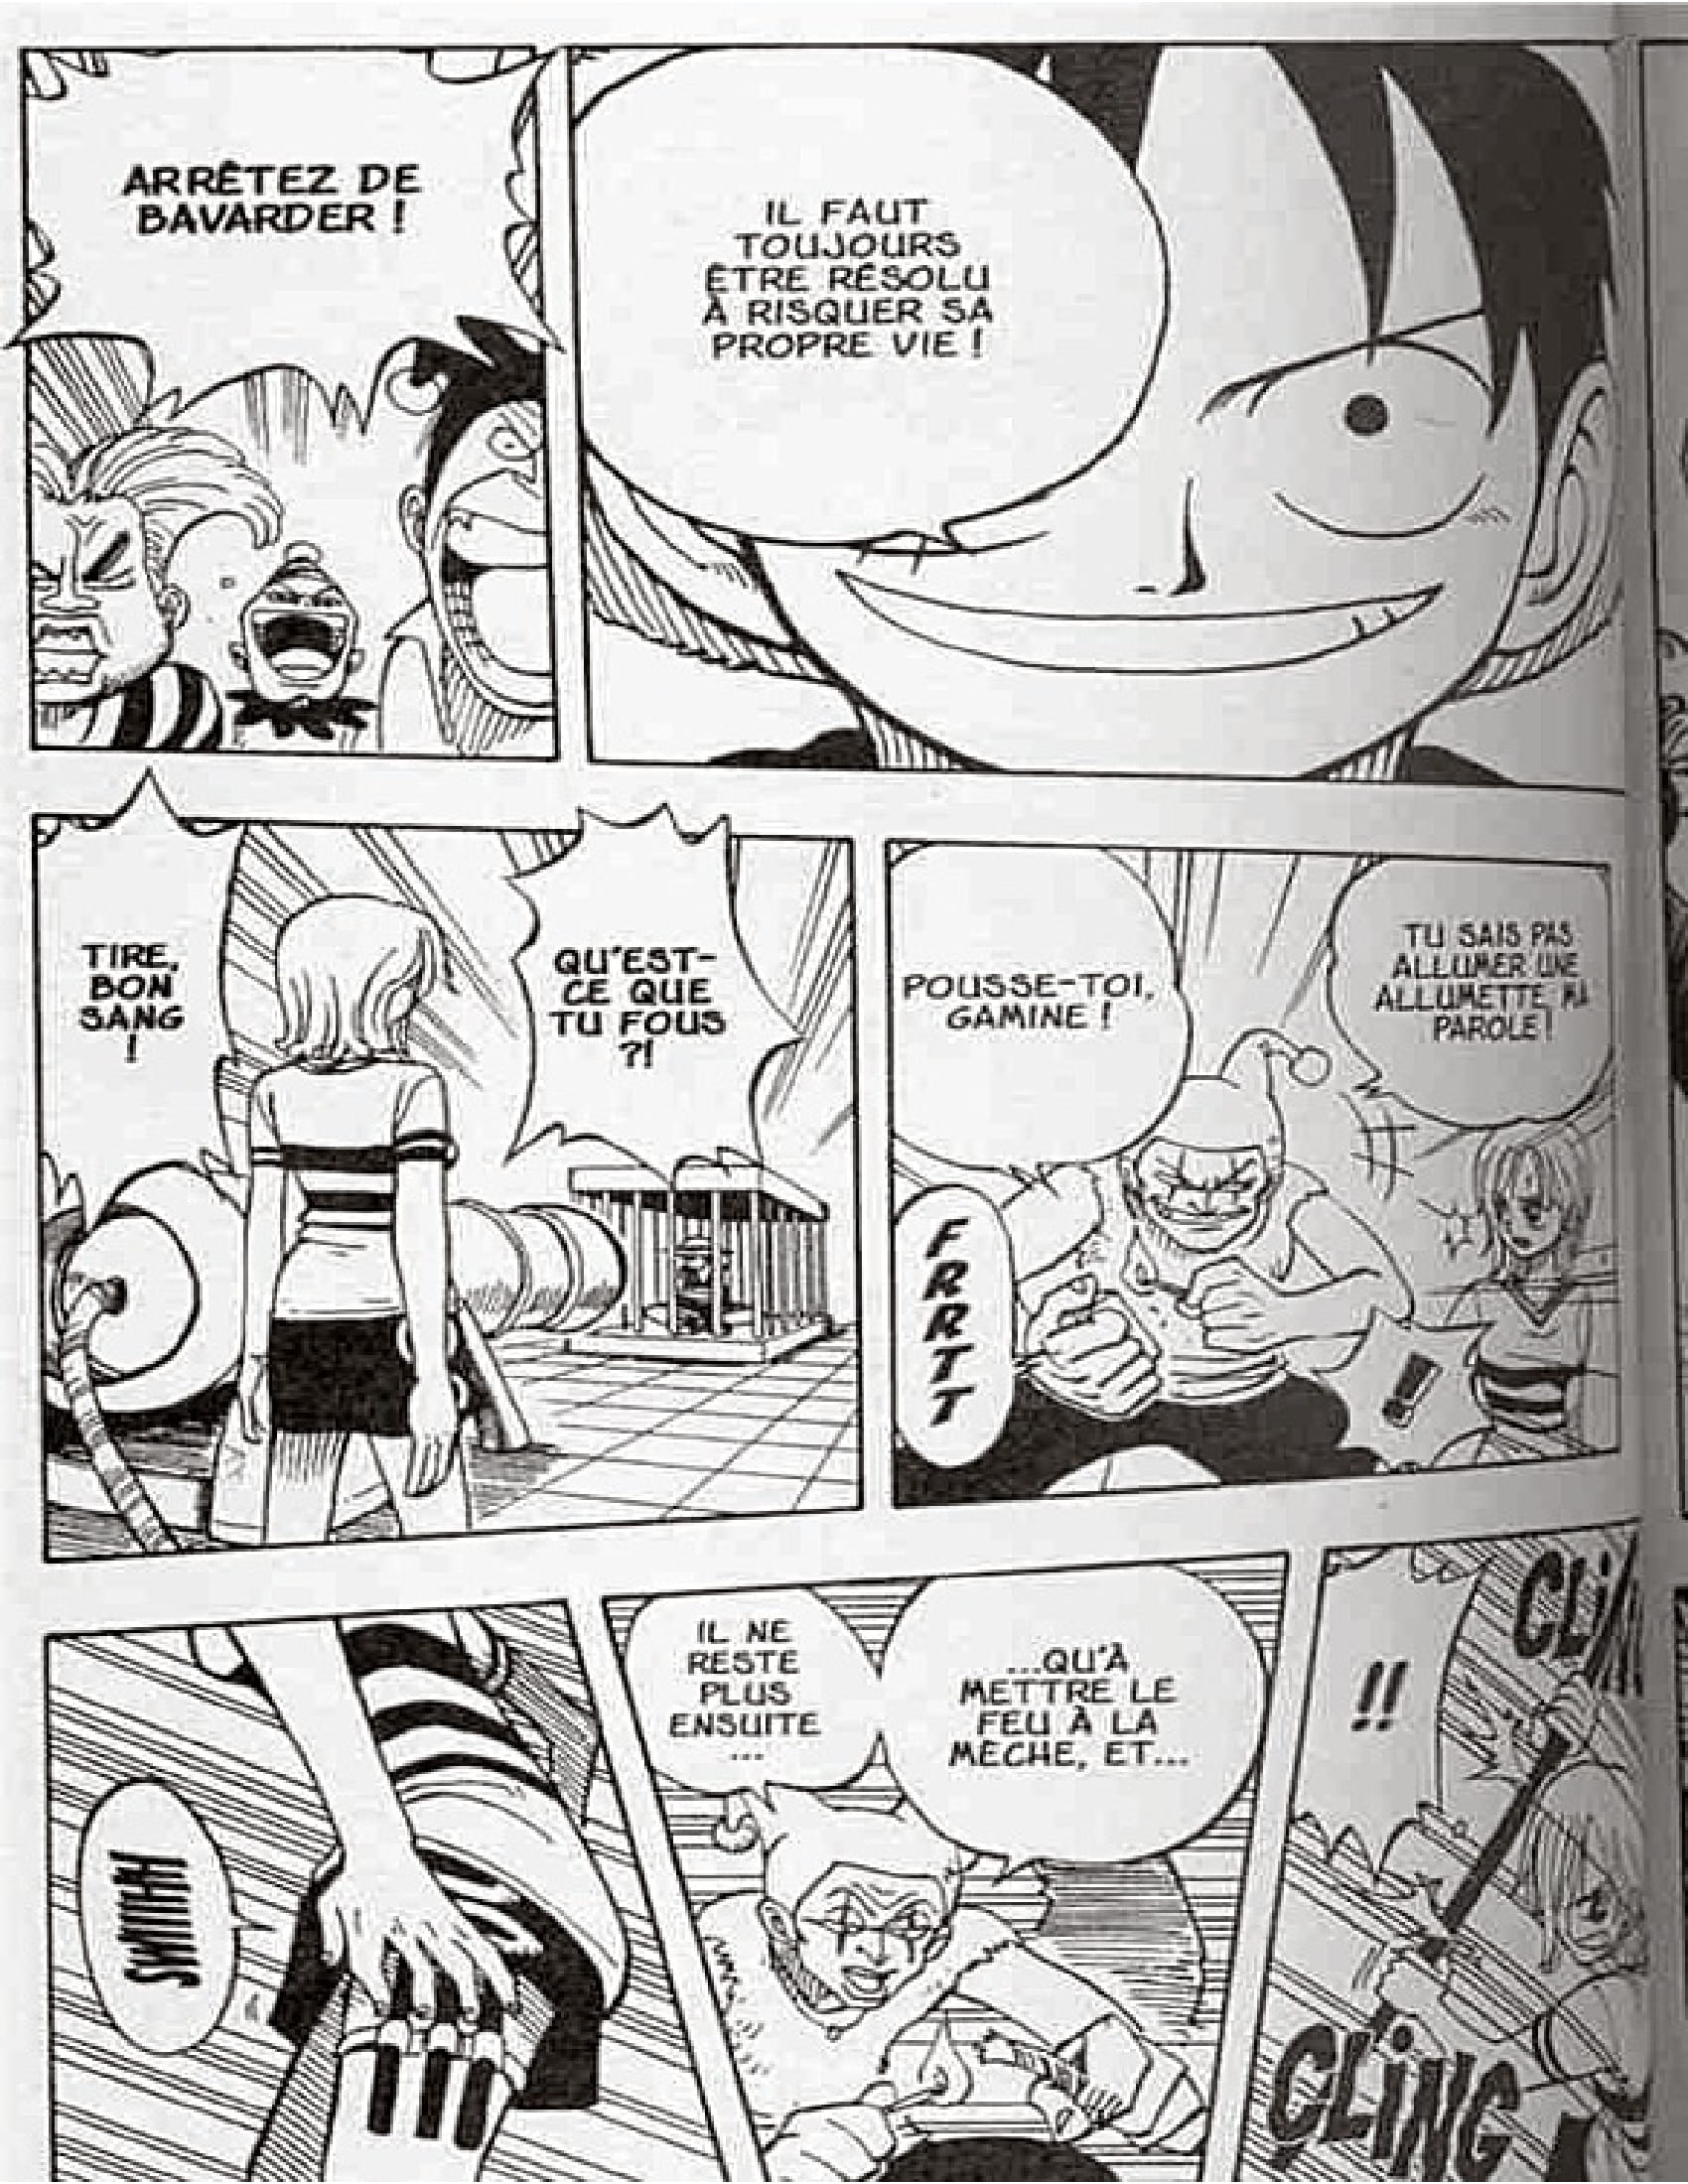 ARRÊTEZ DE
BAVARDER !
IL FAUT
TOUJOURS
ÊTRE RÉSOLU
À RISQUER SA
PROPRE VIE !
TIRE,
BON
SANG
!
QU'EST-
CE QUE
TU FOUS
?!
POUSSE-TOI,
GAMINE !
TU SAIS PAS
ALLUMER UNE
ALLUMETTE, MA
PAROLE !
FRRTT
!!
IL NE
RESTE
PLUS
ENSUITE
...
...QU'À
METTRE LE
FEU À LA
MÈCHE, ET...
!!
CLING